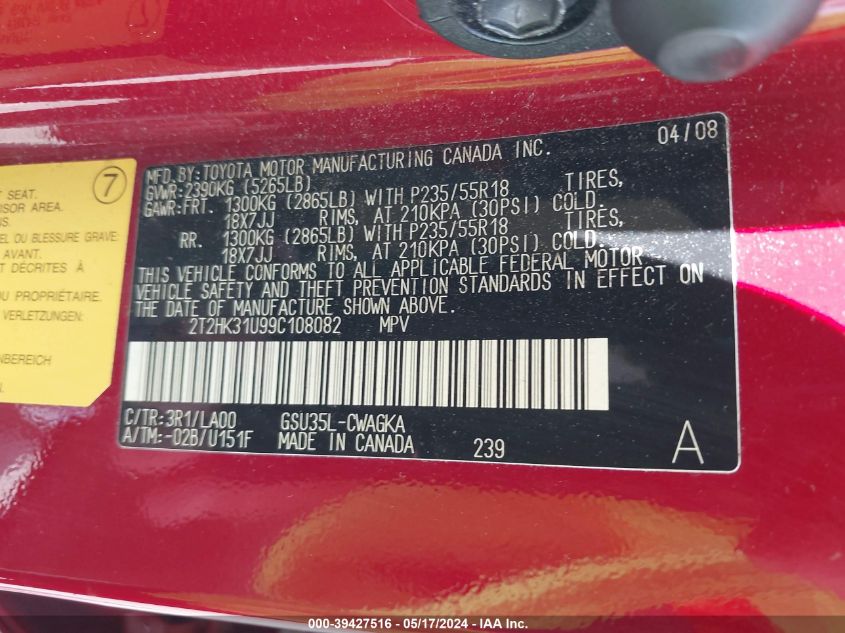 04/08
MFD.BY:TOYOTA MOTOR MANUFACTURING CANADA INC.
GVWR:2390KG (5265LB)
GAWR:FRT. 1300KG (2865LB) WITH P235/55R18 TIRES,
18X7JJ RIMS, AT 210KPA (30PSI) COLD.
RR. 1300KG (2865LB) WITH P235/55R18 TIRES,
18X7JJ RIMS, AT 210KPA (30PSI) COLD.
THIS VEHICLE CONFORMS TO ALL APPLICABLE FEDERAL MOTOR
VEHICLE SAFETY AND THEFT PREVENTION STANDARDS IN EFFECT ON
THE DATE OF MANUFACTURE SHOWN ABOVE.
2T2HK31U99C108082 MPV
C/TR:3R1/LA00 GSU35L-CWAGKA
A/TM:-02B/U151F MADE IN CANADA 239 A
7
T SEAT.
ISOR AREA.
NS.
EL OU BLESSURE GRAVE
AVANT.
T DÉCRITES À
U PROPRIÉTAIRE.
VERLETZUNG.
NBEREICH
000-39427516 - 05/17/2024 - IAA Inc.